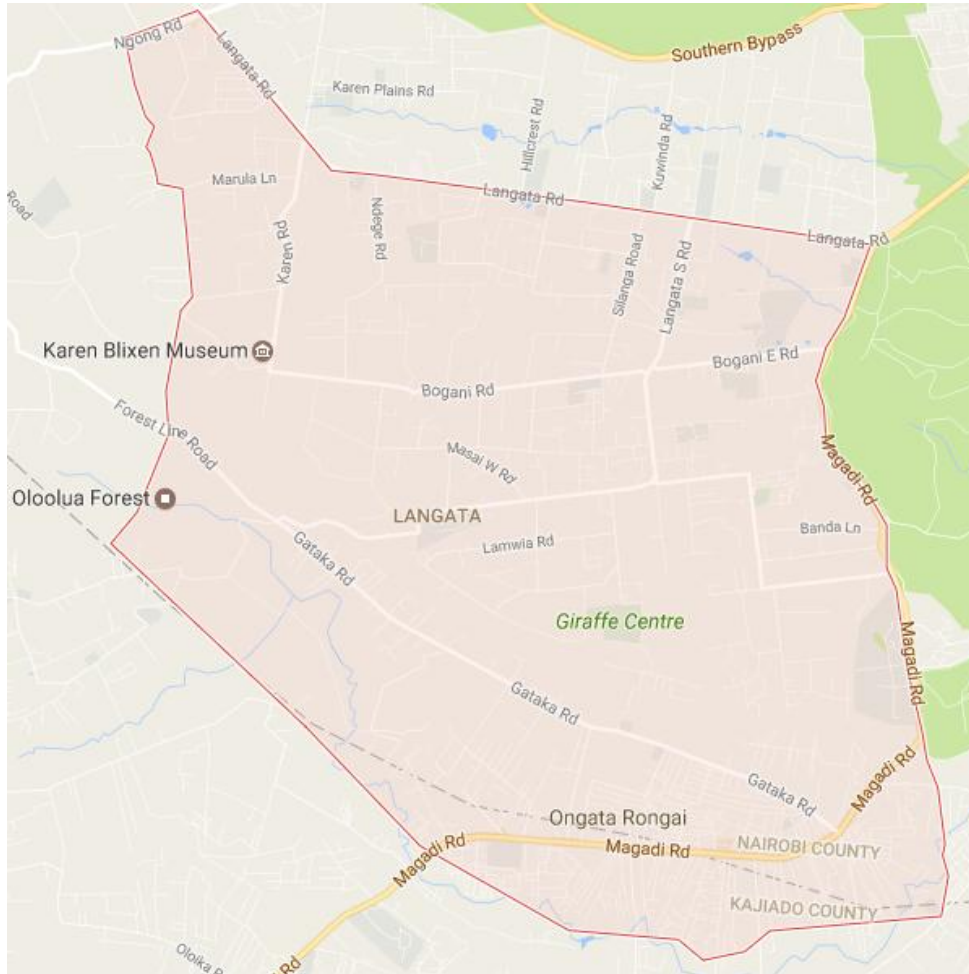 Ngong Rd
Langata Rd
Southern Bypass
Karen Plains Rd
Hillcrest Rd
Kuwinda Rd
Marula Ln
Langata Rd
Road
Ndege Rd
Karen Rd
Langata Rd
Silanga Road
Langata S Rd
Karen Blixen Museum
Bogani E Rd
Bogani Rd
Forest Line Road
Masai W Rd
Magadi Rd
Oloolua Forest
LANGATA
Banda Ln
Lamwia Rd
Gataka Rd
Giraffe Centre
Magadi Rd
Gataka Rd
Magadi Rd
Gataka Rd
Ongata Rongai
Magadi Rd
NAIROBI COUNTY
Magadi Rd
KAJIADO COUNTY
Oloika
Rd